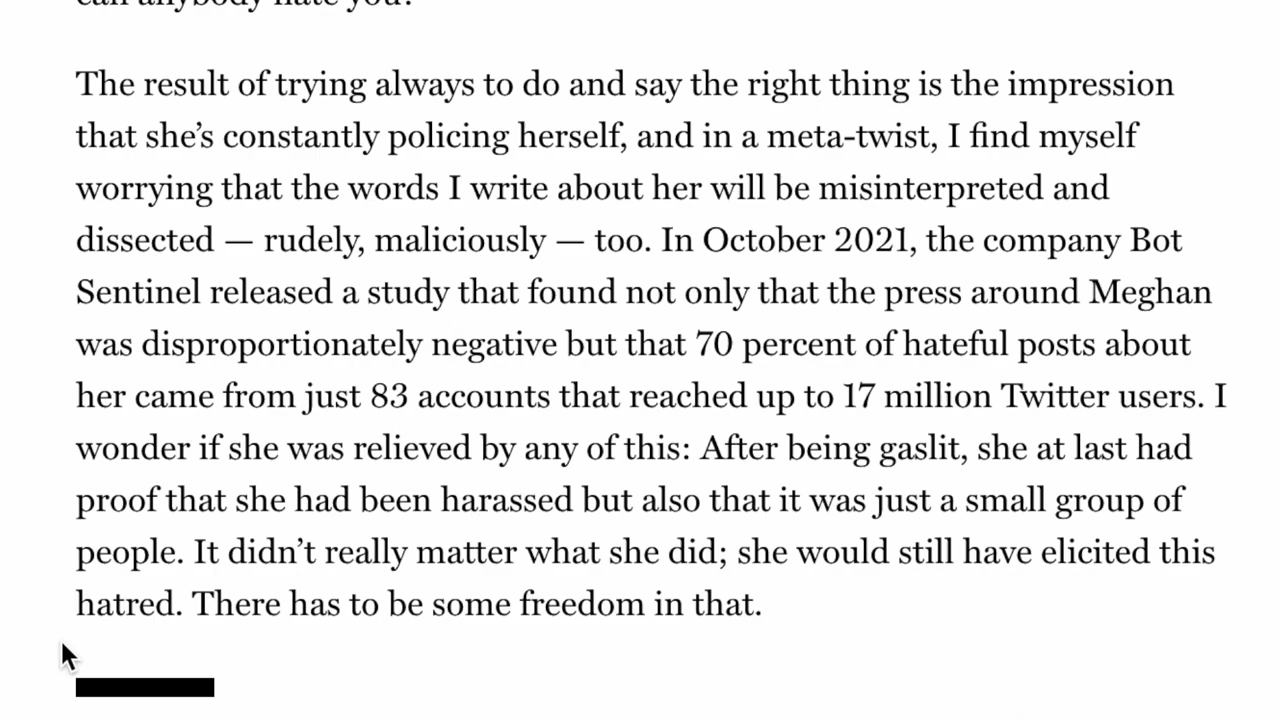 can anybody hate you?
The result of trying always to do and say the right thing is the impression
that she’s constantly policing herself, and in a meta-twist, I find myself
worrying that the words I write about her will be misinterpreted and
dissected — rudely, maliciously — too. In October 2021, the company Bot
Sentinel released a study that found not only that the press around Meghan
was disproportionately negative but that 70 percent of hateful posts about
her came from just 83 accounts that reached up to 17 million Twitter users. I
wonder if she was relieved by any of this: After being gaslit, she at last had
proof that she had been harassed but also that it was just a small group of
people. It didn’t really matter what she did; she would still have elicited this
hatred. There has to be some freedom in that.